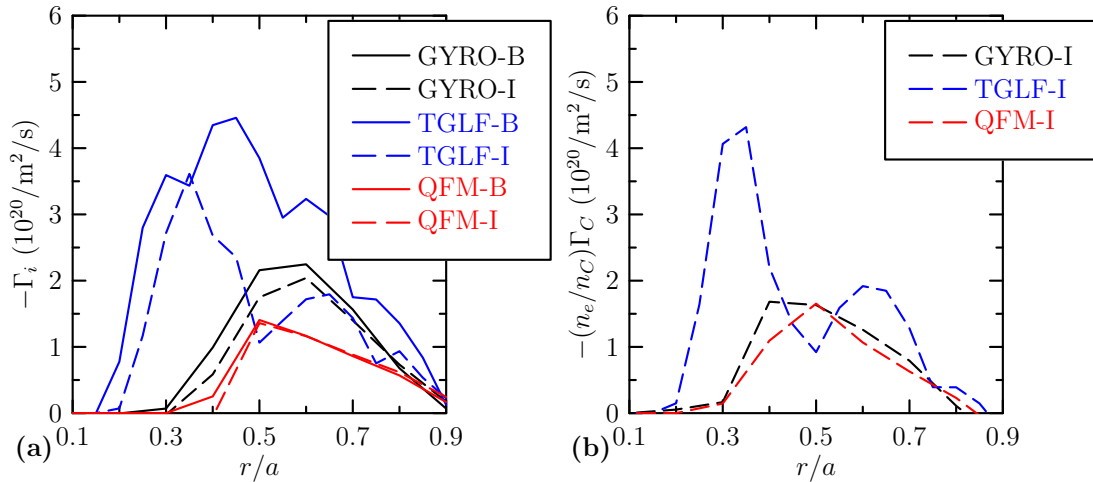 6
5
4
3
2
1
0
−Γ_i (10^20/m^2/s)
GYRO-B
GYRO-I
TGLF-B
TGLF-I
QFM-B
QFM-I
0.1 0.3 0.5 0.7 0.9
(a)
r/a
6
5
4
3
2
1
0
−(n_e/n_C)Γ_C (10^20/m^2/s)
GYRO-I
TGLF-I
QFM-I
0.1 0.3 0.5 0.7 0.9
(b)
r/a